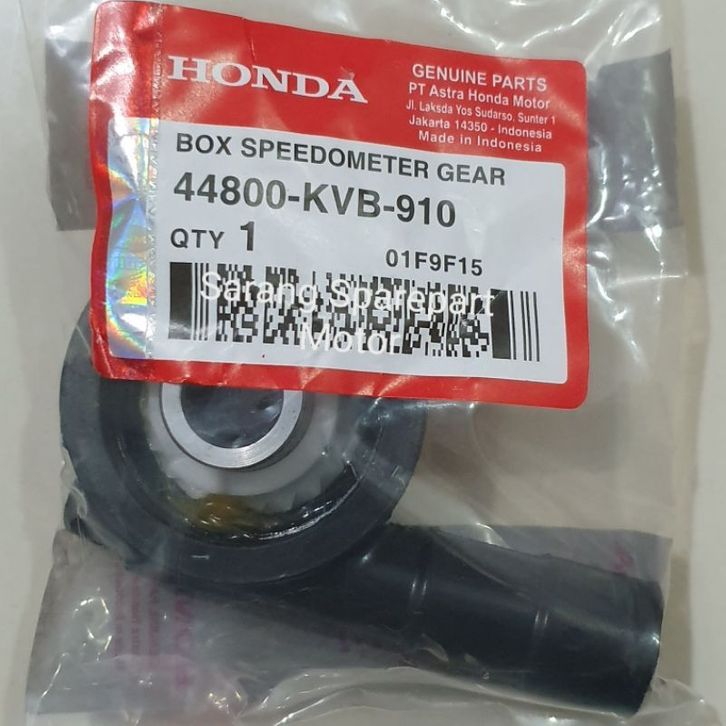 HONDA
GENUINE PARTS
PT Astra Honda Motor
Jl. Laksda Yos Sudarso, Sunter 1
Jakarta 14350 - Indonesia
Made in Indonesia
BOX SPEEDOMETER GEAR
44800-KVB-910
QTY 1
01F9F15
Sarang Sparepart
Motor